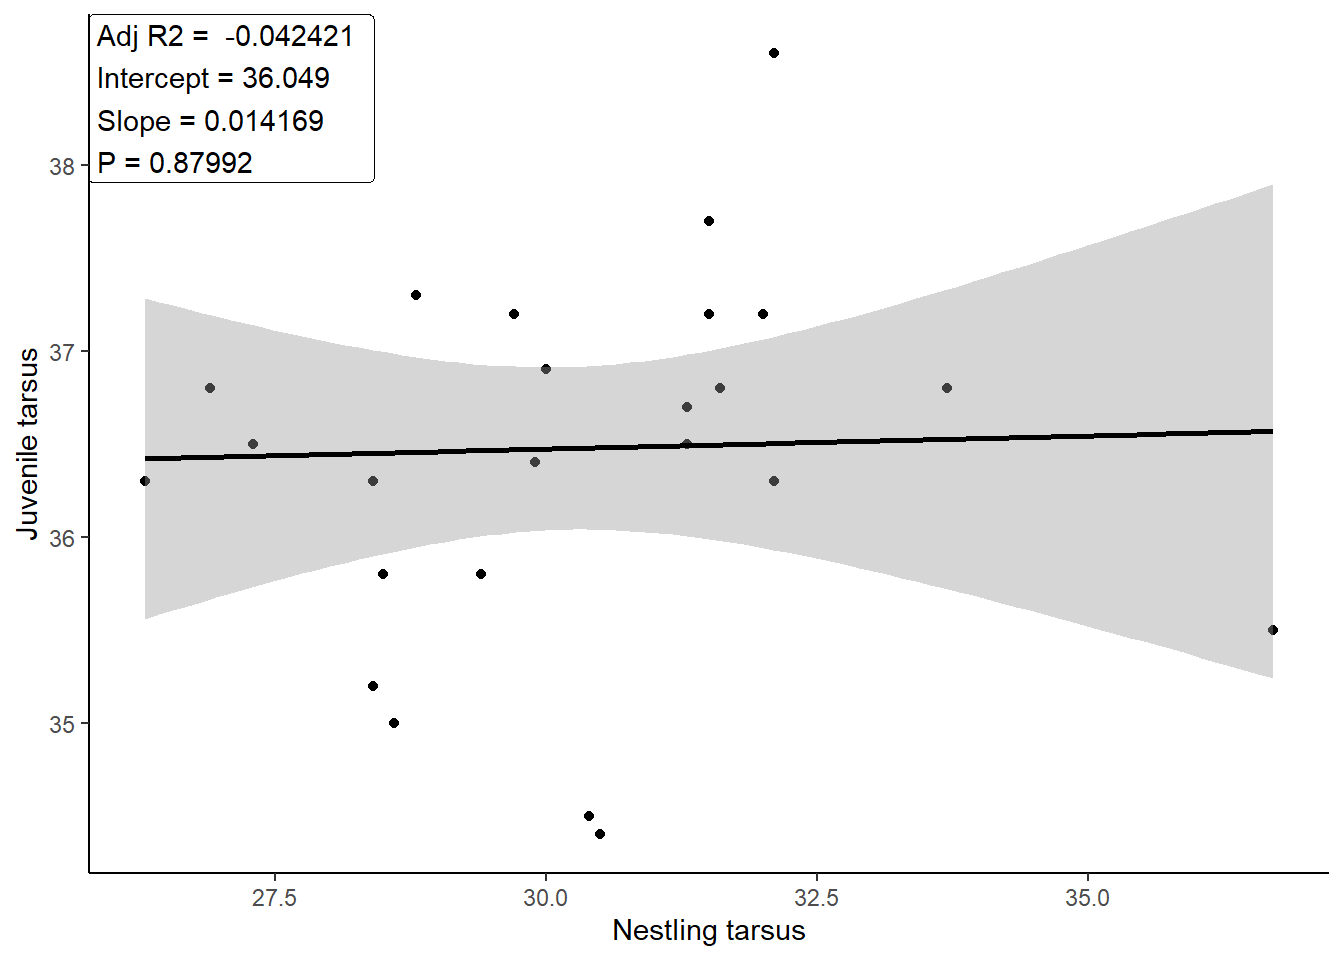 Adj R2 =  -0.042421
Intercept = 36.049
Slope = 0.014169
P = 0.87992
38
37
36
35
Juvenile tarsus
27.5 30.0 32.5 35.0
Nestling tarsus